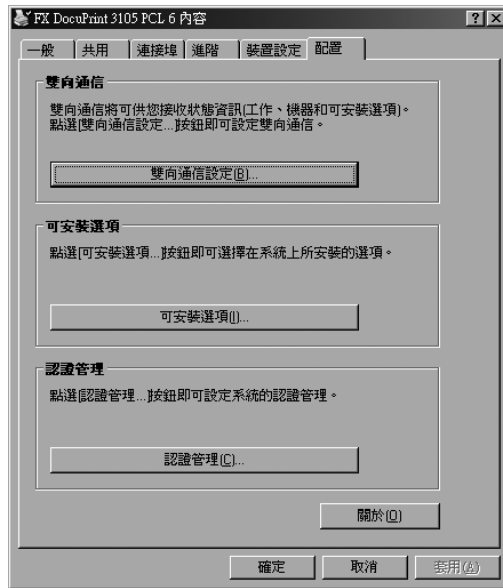 FX DocuPrint 3105 PCL 6 內容
一般 共用 連接埠 進階 裝置設定 配置
雙向通信
雙向通信將可供您接收狀態資訊(工作、機器和可安裝選項)。
點選[雙向通信設定...]按鈕即可設定雙向通信。
雙向通信設定(B)...
可安裝選項
點選[可安裝選項...]按鈕即可選擇在系統上所安裝的選項。
可安裝選項(I)...
認證管理
點選[認證管理...]按鈕即可設定系統的認證管理。
認證管理(C)...
關於(O)
確定 取消 套用(A)